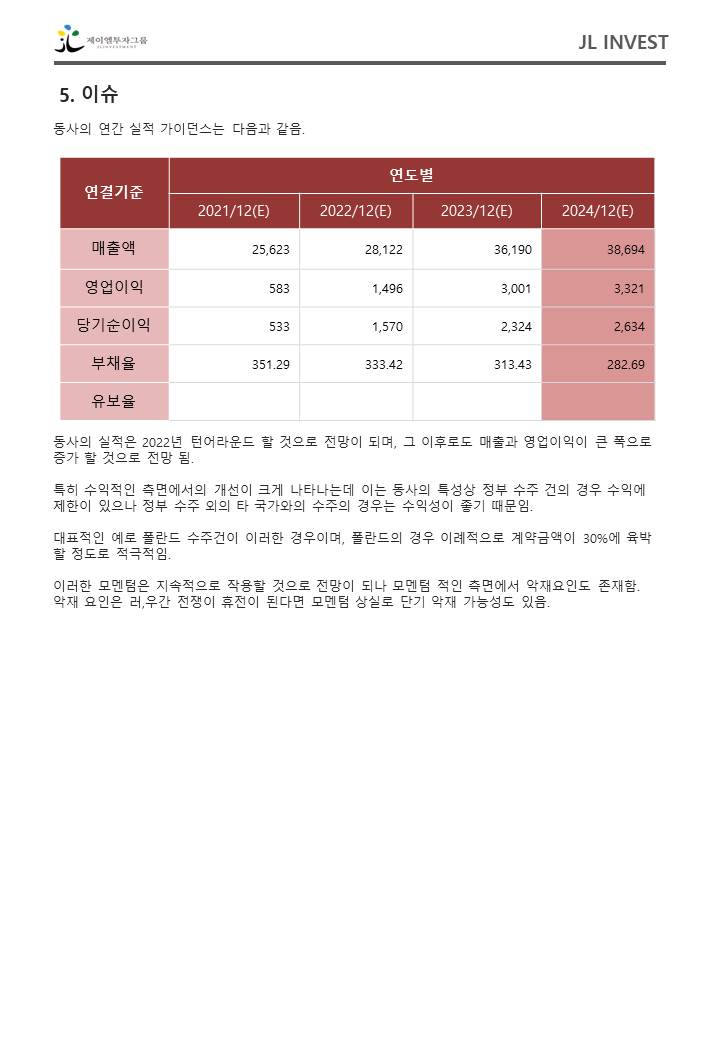 제이엘투자그룹
JLINVESTMENT
JL INVEST
5. 이슈
동사의 연간 실적 가이던스는 다음과 같음.
연결기준 연도별
2021/12(E) 2022/12(E) 2023/12(E) 2024/12(E)
매출액 25,623 28,122 36,190 38,694
영업이익 583 1,496 3,001 3,321
당기순이익 533 1,570 2,324 2,634
부채율 351.29 333.42 313.43 282.69
유보율
동사의 실적은 2022년 턴어라운드 할 것으로 전망이 되며, 그 이후로도 매출과 영업이익이 큰 폭으로
증가 할 것으로 전망 됨.
특히 수익적인 측면에서의 개선이 크게 나타나는데 이는 동사의 특성상 정부 수주 건의 경우 수익에
제한이 있으나 정부 수주 외의 타 국가와의 수주의 경우는 수익성이 좋기 때문임.
대표적인 예로 폴란드 수주건이 이러한 경우이며, 폴란드의 경우 이례적으로 계약금액이 30%에 육박
할 정도로 적극적임.
이러한 모멘텀은 지속적으로 작용할 것으로 전망이 되나 모멘텀 적인 측면에서 악재요인도 존재함.
악재 요인은 러,우간 전쟁이 휴전이 된다면 모멘텀 상실로 단기 악재 가능성도 있음.